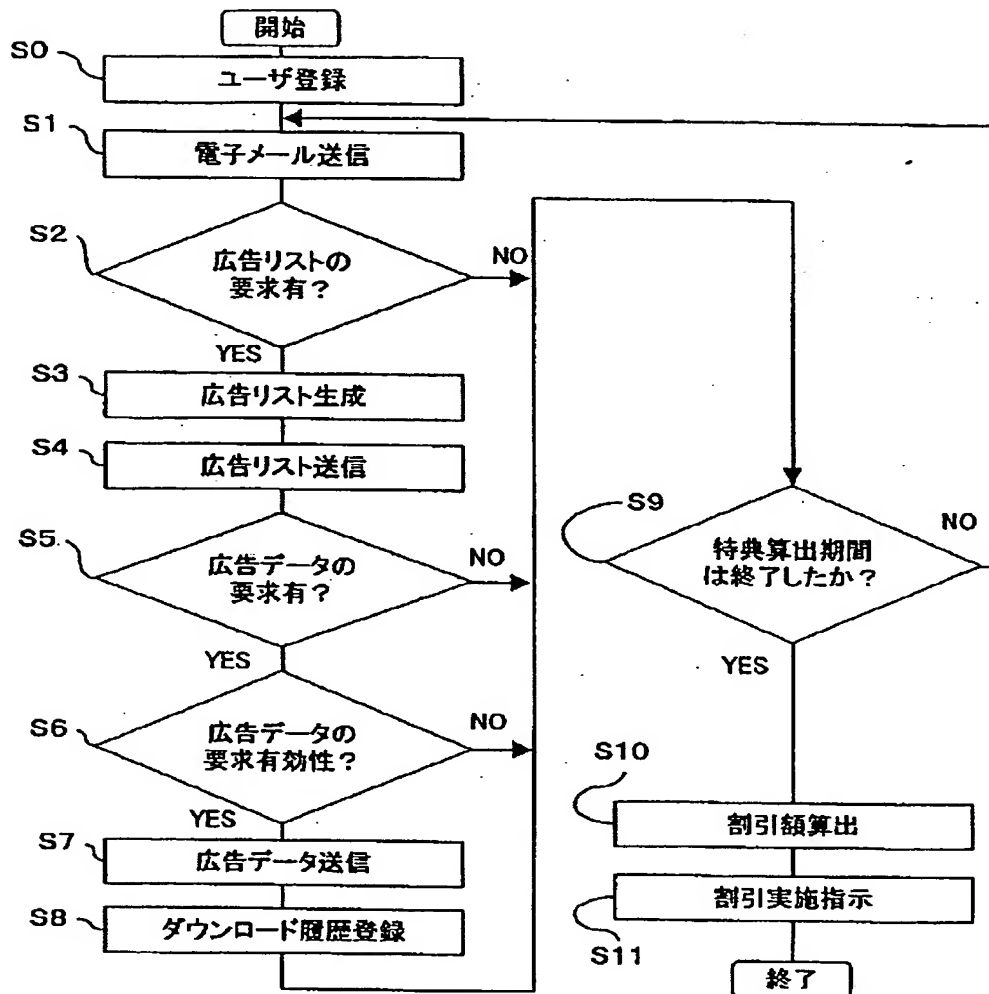 開始
S0
ユーザ登録
S1
電子メール送信
S2
広告リストの
要求有？
NO
YES
S3
広告リスト生成
S4
広告リスト送信
S5
広告データの
要求有？
NO
YES
S6
広告データの
要求有効性？
NO
YES
S7
広告データ送信
S8
ダウンロード履歴登録
S9
特典算出期間
は終了したか？
NO
YES
S10
割引額算出
割引実施指示
S11
終了